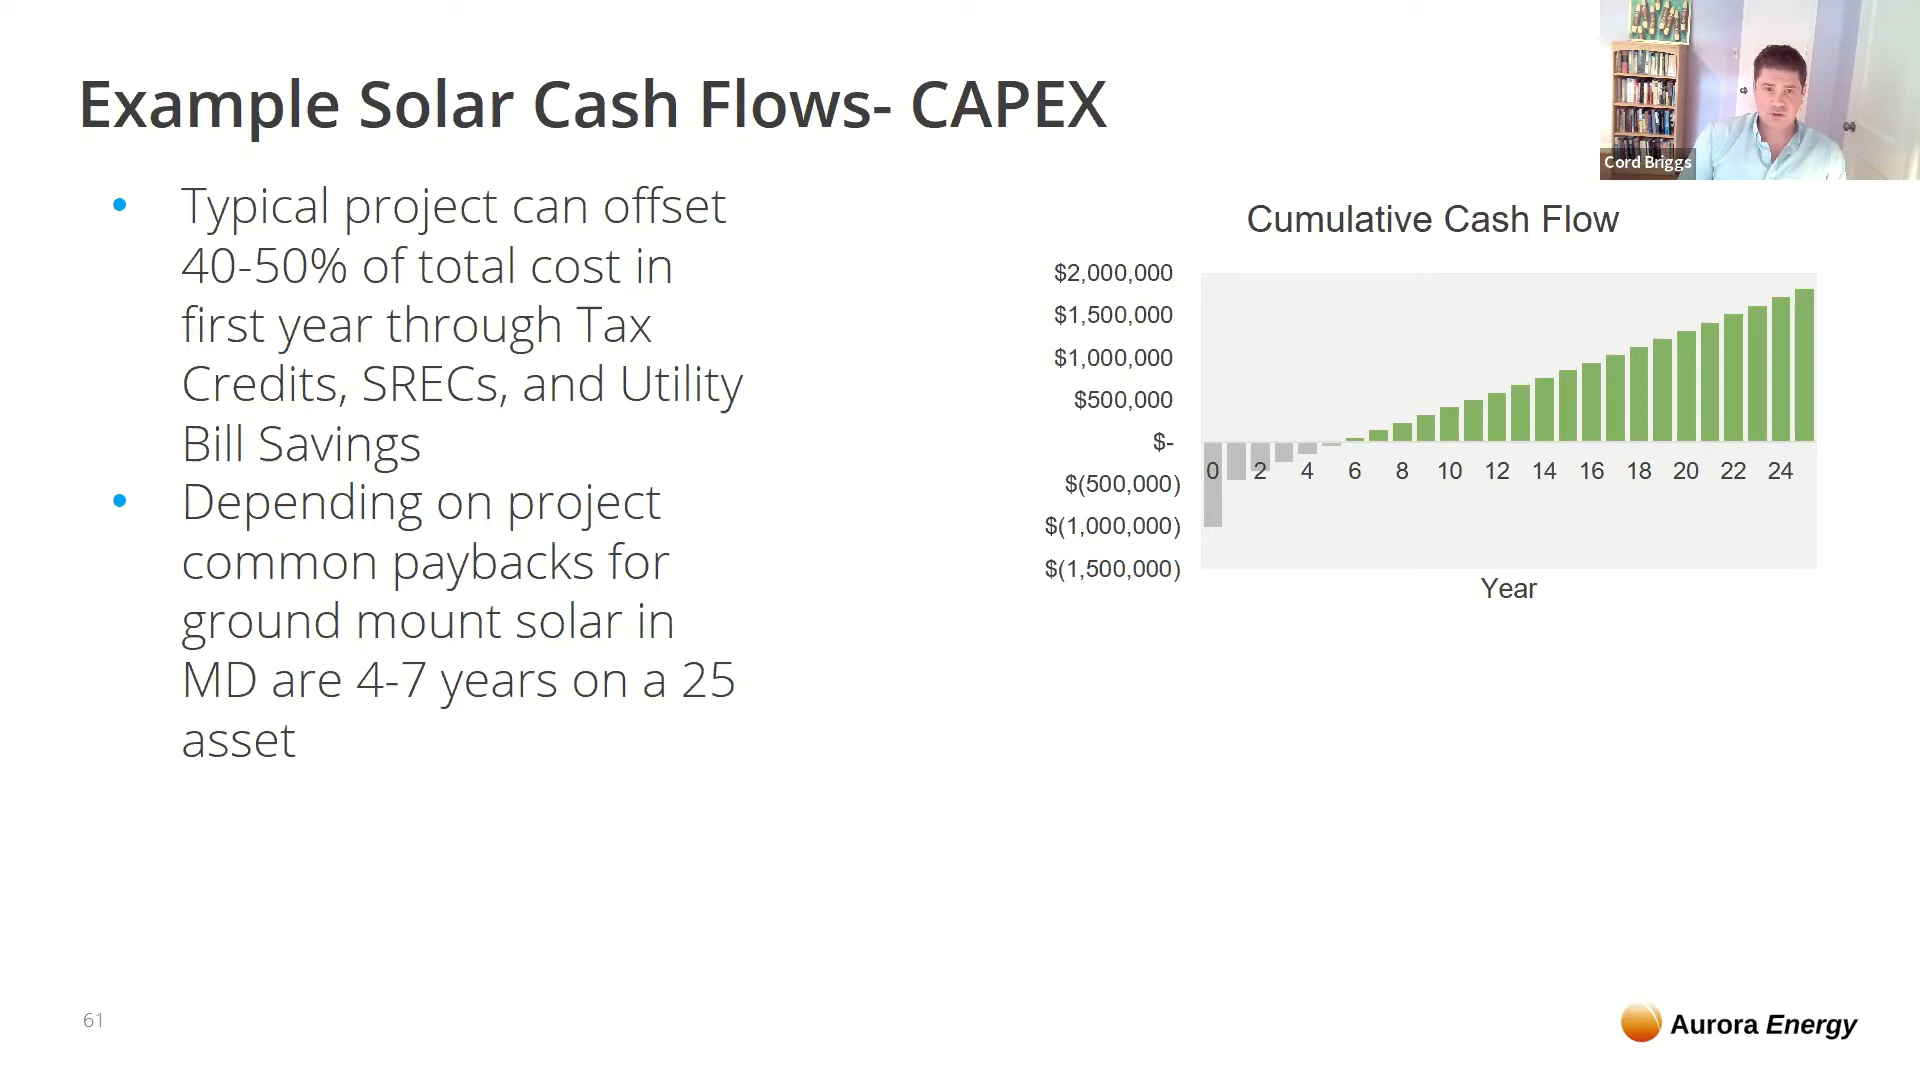 Example Solar Cash Flows- CAPEX
Cord Briggs
• Typical project can offset
40-50% of total cost in
first year through Tax
Credits, SRECs, and Utility
Bill Savings
• Depending on project
common paybacks for
ground mount solar in
MD are 4-7 years on a 25
asset
Cumulative Cash Flow
$2,000,000
$1,500,000
$1,000,000
$500,000
$-
$(500,000)
$(1,000,000)
$(1,500,000)
0 2 4 6 8 10 12 14 16 18 20 22 24
Year
61
Aurora Energy